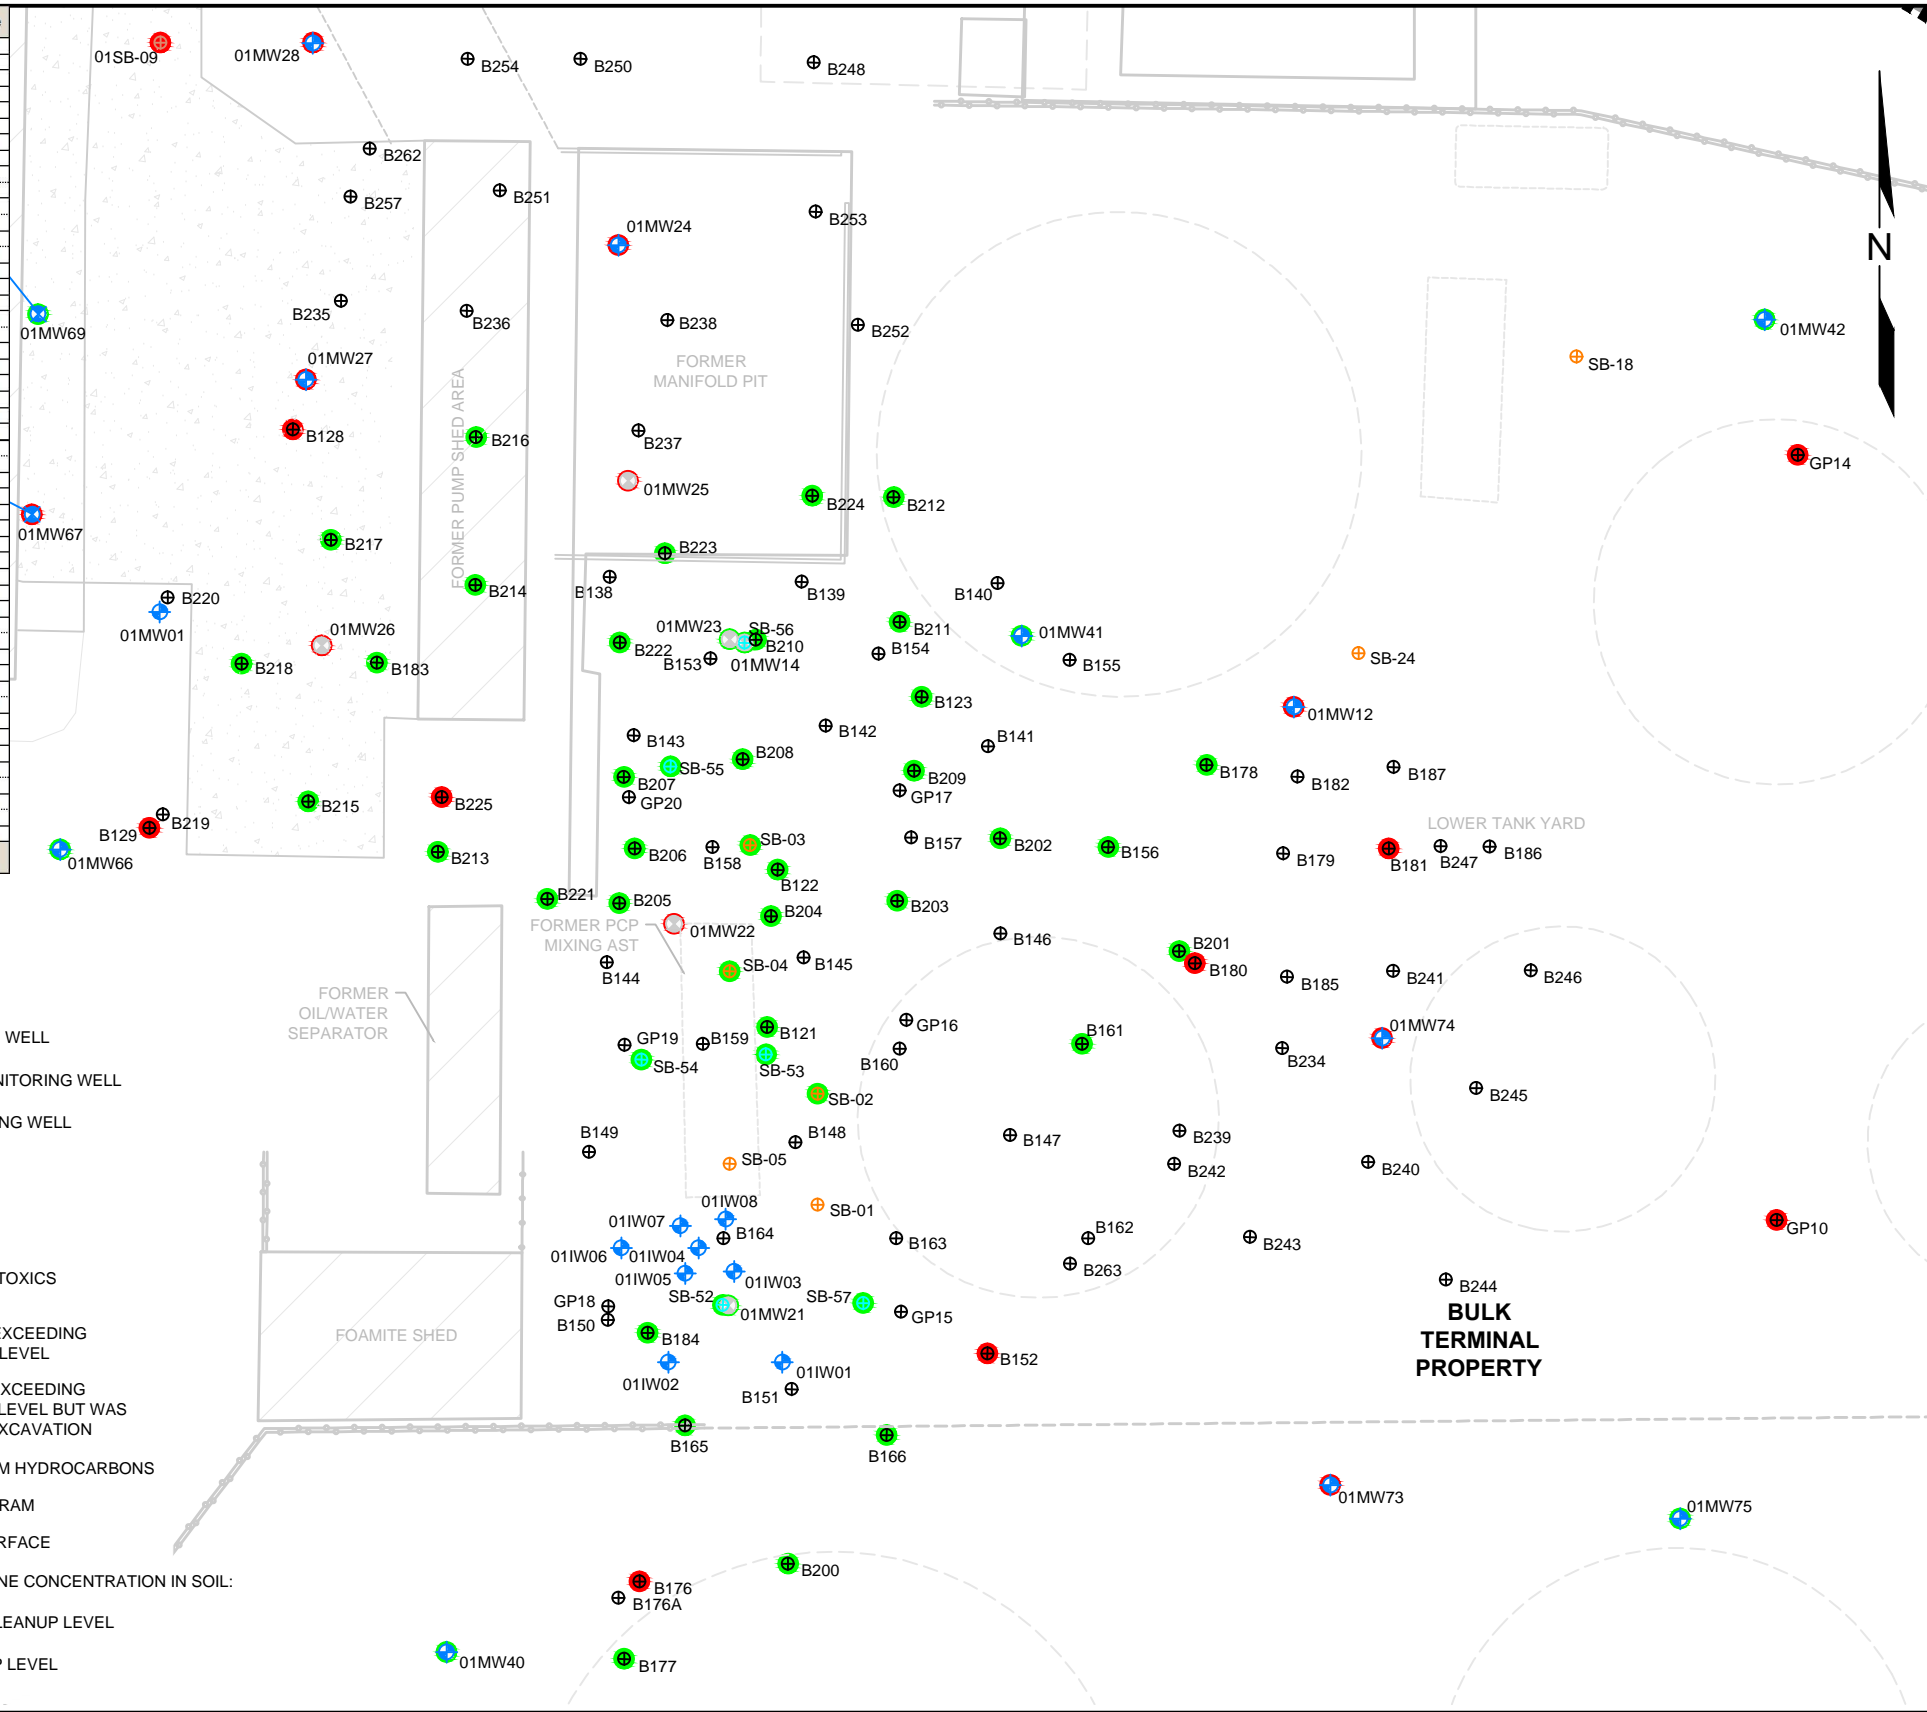 01SB-09
01MW28
B254
B250
B248
B262
B257
B251
B253
01MW24
N
B235
B236
B238
B252
01MW69
01MW42
SB-18
01MW27
FORMER
MANIFOLD PIT
FORMER PUMP SHED AREA
B128
B216
B237
GP14
01MW25
B224
B212
01MW67
B217
B223
B214
B138
B139
B140
B220
01MW01
01MW26
01MW23
SB-56
B210
B211
01MW41
B222
B153
01MW14
B154
B155
SB-24
B218
B183
B123
01MW12
B142
B143
B141
B208
SB-55
B207
B209
B178
B182
B187
GP20
GP17
B215
B225
B219
B129
LOWER TANK YARD
01MW66
B213
B206
B158
SB-03
B157
B202
B156
B179
B181
B247
B186
B122
B221
B205
B204
B203
FORMER PCP
MIXING AST
01MW22
B146
B201
B180
B144
SB-04
B145
B185
B241
B246
FORMER
OIL/WATER
SEPARATOR
GP16
B121
B161
01MW74
WELL
GP19
B159
B160
B234
SB-54
SB-53
NITORING WELL
SB-02
B245
NG WELL
B149
B148
B147
B239
SB-05
B242
B240
01IW08
SB-01
01IW07
B164
B163
B162
B243
GP10
01IW06
01IW04
B263
01IW05
01IW03
B244
TOXICS
SB-52
01MW21
SB-57
GP18
GP15
B150
BULK
TERMINAL
PROPERTY
XCEEDING
LEVEL
FOAMITE SHED
B184
B152
01IW02
01IW01
B151
XCEEDING
LEVEL BUT WAS
XCAVATION
B165
B166
M HYDROCARBONS
01MW73
RAM
01MW75
RFACE
B200
NE CONCENTRATION IN SOIL:
B176
B176A
LEANUP LEVEL
01MW40
B177
LEVEL